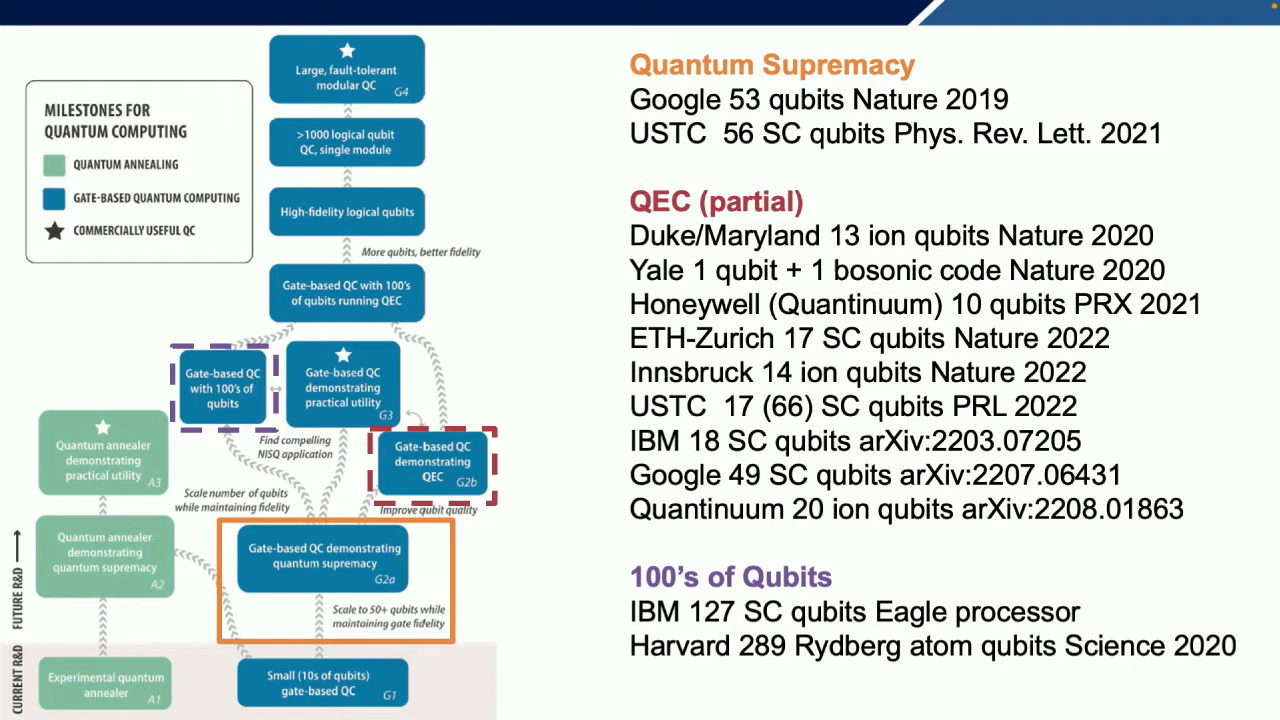 MILESTONES FOR
QUANTUM COMPUTING
QUANTUM ANNEALING
GATE-BASED QUANTUM COMPUTING
COMMERCIALLY USEFUL QC
Large, fault-tolerant
modular QC
G4
>1000 logical qubit
QC, single module
High-fidelity logical qubits
More qubits, better fidelity
Gate-based QC with 100's
of qubits running QEC
Gate-based QC
with 100's of
qubits
Gate-based QC
demonstrating
practical utility
G3
Find compelling
NISQ application
Gate-based QC
demonstrating
QEC
G2b
Quantum annealer
demonstrating
practical utility
A3
Scale number of qubits
while maintaining fidelity
Improve qubit quality
Quantum annealer
demonstrating
quantum supremacy
A2
Gate-based QC demonstrating
quantum supremacy
G2a
Scale to 50+ qubits while
maintaining gate fidelity
FUTURE R&D
CURRENT R&D
Experimental quantum
annealer
A1
Small (10s of qubits)
gate-based QC
G1
Quantum Supremacy
Google 53 qubits Nature 2019
USTC 56 SC qubits Phys. Rev. Lett. 2021
QEC (partial)
Duke/Maryland 13 ion qubits Nature 2020
Yale 1 qubit + 1 bosonic code Nature 2020
Honeywell (Quantinuum) 10 qubits PRX 2021
ETH-Zurich 17 SC qubits Nature 2022
Innsbruck 14 ion qubits Nature 2022
USTC 17 (66) SC qubits PRL 2022
IBM 18 SC qubits arXiv:2203.07205
Google 49 SC qubits arXiv:2207.06431
Quantinuum 20 ion qubits arXiv:2208.01863
100's of Qubits
IBM 127 SC qubits Eagle processor
Harvard 289 Rydberg atom qubits Science 2020